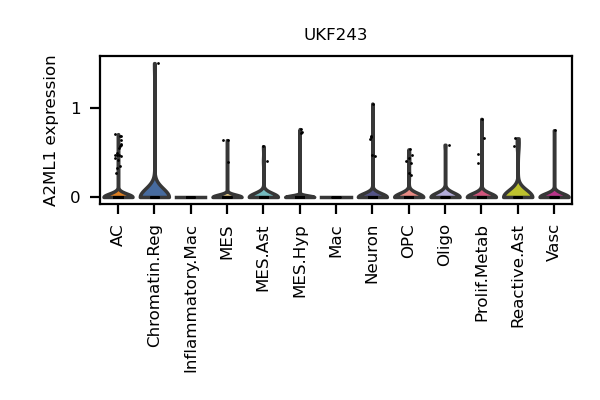 UKF243
A2ML1 expression
1
0
AC
Chromatin.Reg
Inflammatory.Mac
MES
MES.Ast
MES.Hyp
Mac
Neuron
OPC
Oligo
Prolif.Metab
Reactive.Ast
Vasc